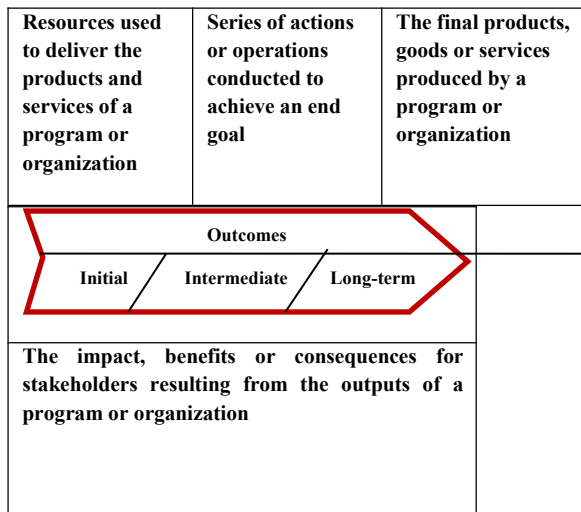 Resources used
to deliver the
products and
services of a
program or
organization
Series of actions
or operations
conducted to
achieve an end
goal
The final products,
goods or services
produced by a
program or
organization
Outcomes
Initial
Intermediate
Long-term
The impact, benefits or consequences for
stakeholders resulting from the outputs of a
program or organization